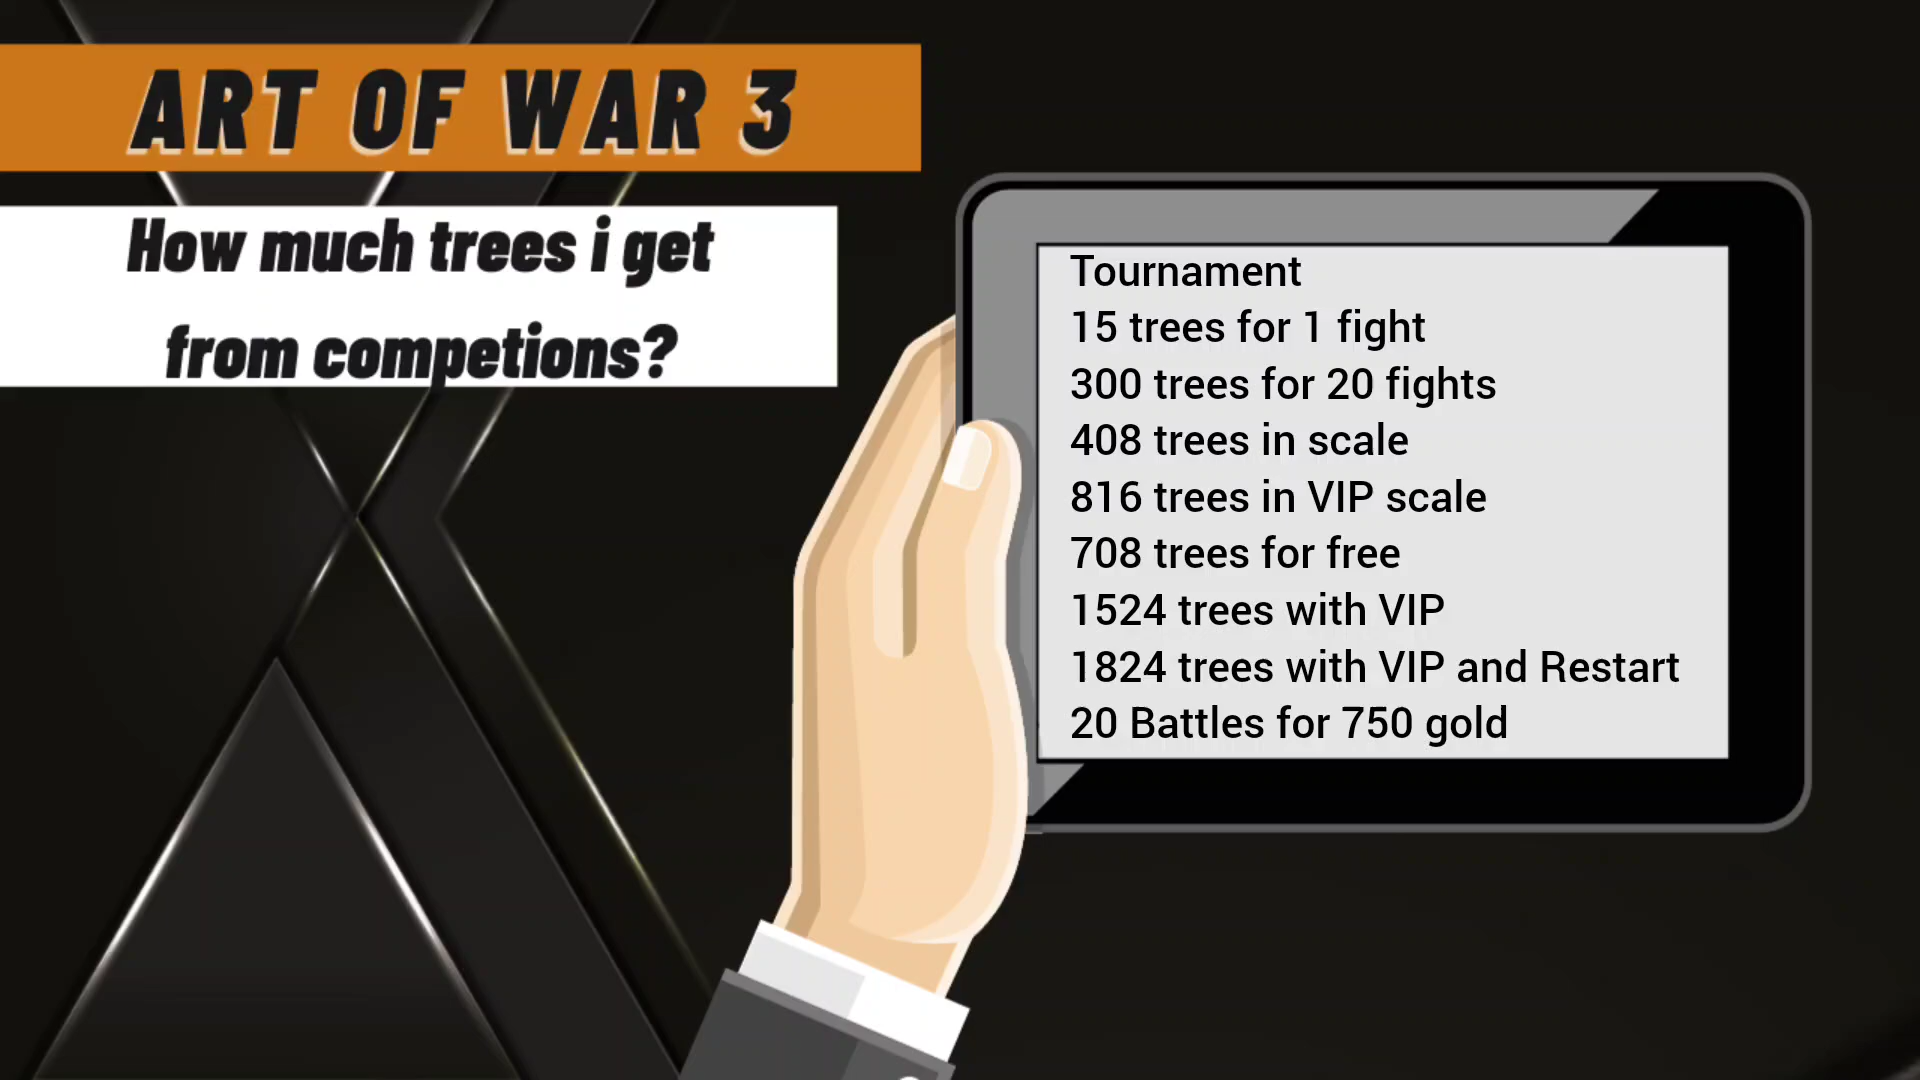 ART OF WAR 3
How much trees i get
from competions?
Tournament
15 trees for 1 fight
300 trees for 20 fights
408 trees in scale
816 trees in VIP scale
708 trees for free
1524 trees with VIP
1824 trees with VIP and Restart
20 Battles for 750 gold